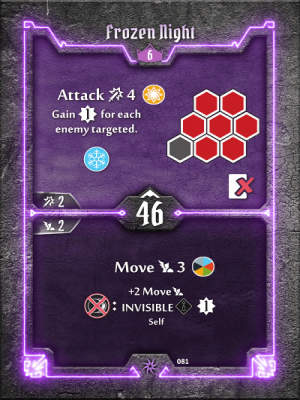 Frozen Night
6
Attack 4
Gain 1 for each
enemy targeted.
2
46
2
Move 3
+2 Move
: INVISIBLE 1
Self
081